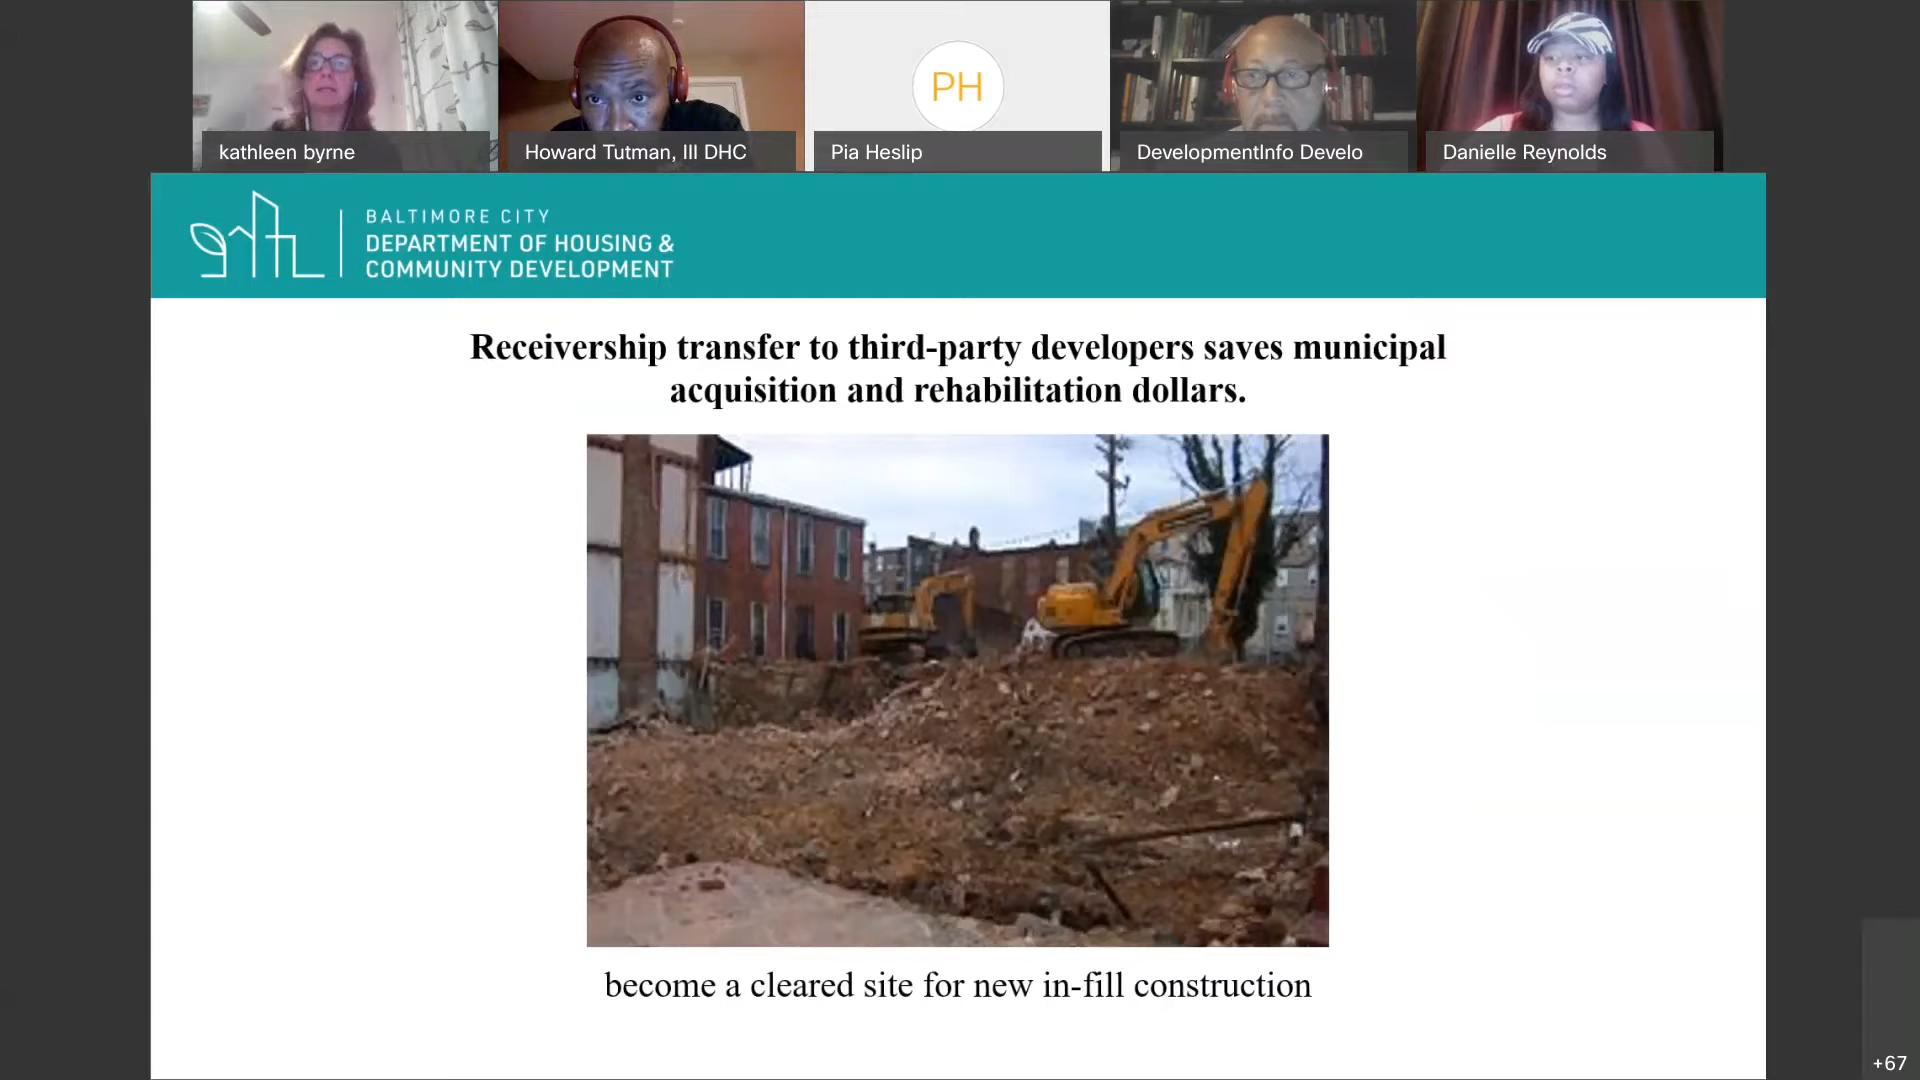 kathleen byrne
Howard Tutman, III DHC
PH
Pia Heslip
DevelopmentInfo Develo
Danielle Reynolds
BALTIMORE CITY
DEPARTMENT OF HOUSING &
COMMUNITY DEVELOPMENT
Receivership transfer to third-party developers saves municipal
acquisition and rehabilitation dollars.
become a cleared site for new in-fill construction
+67